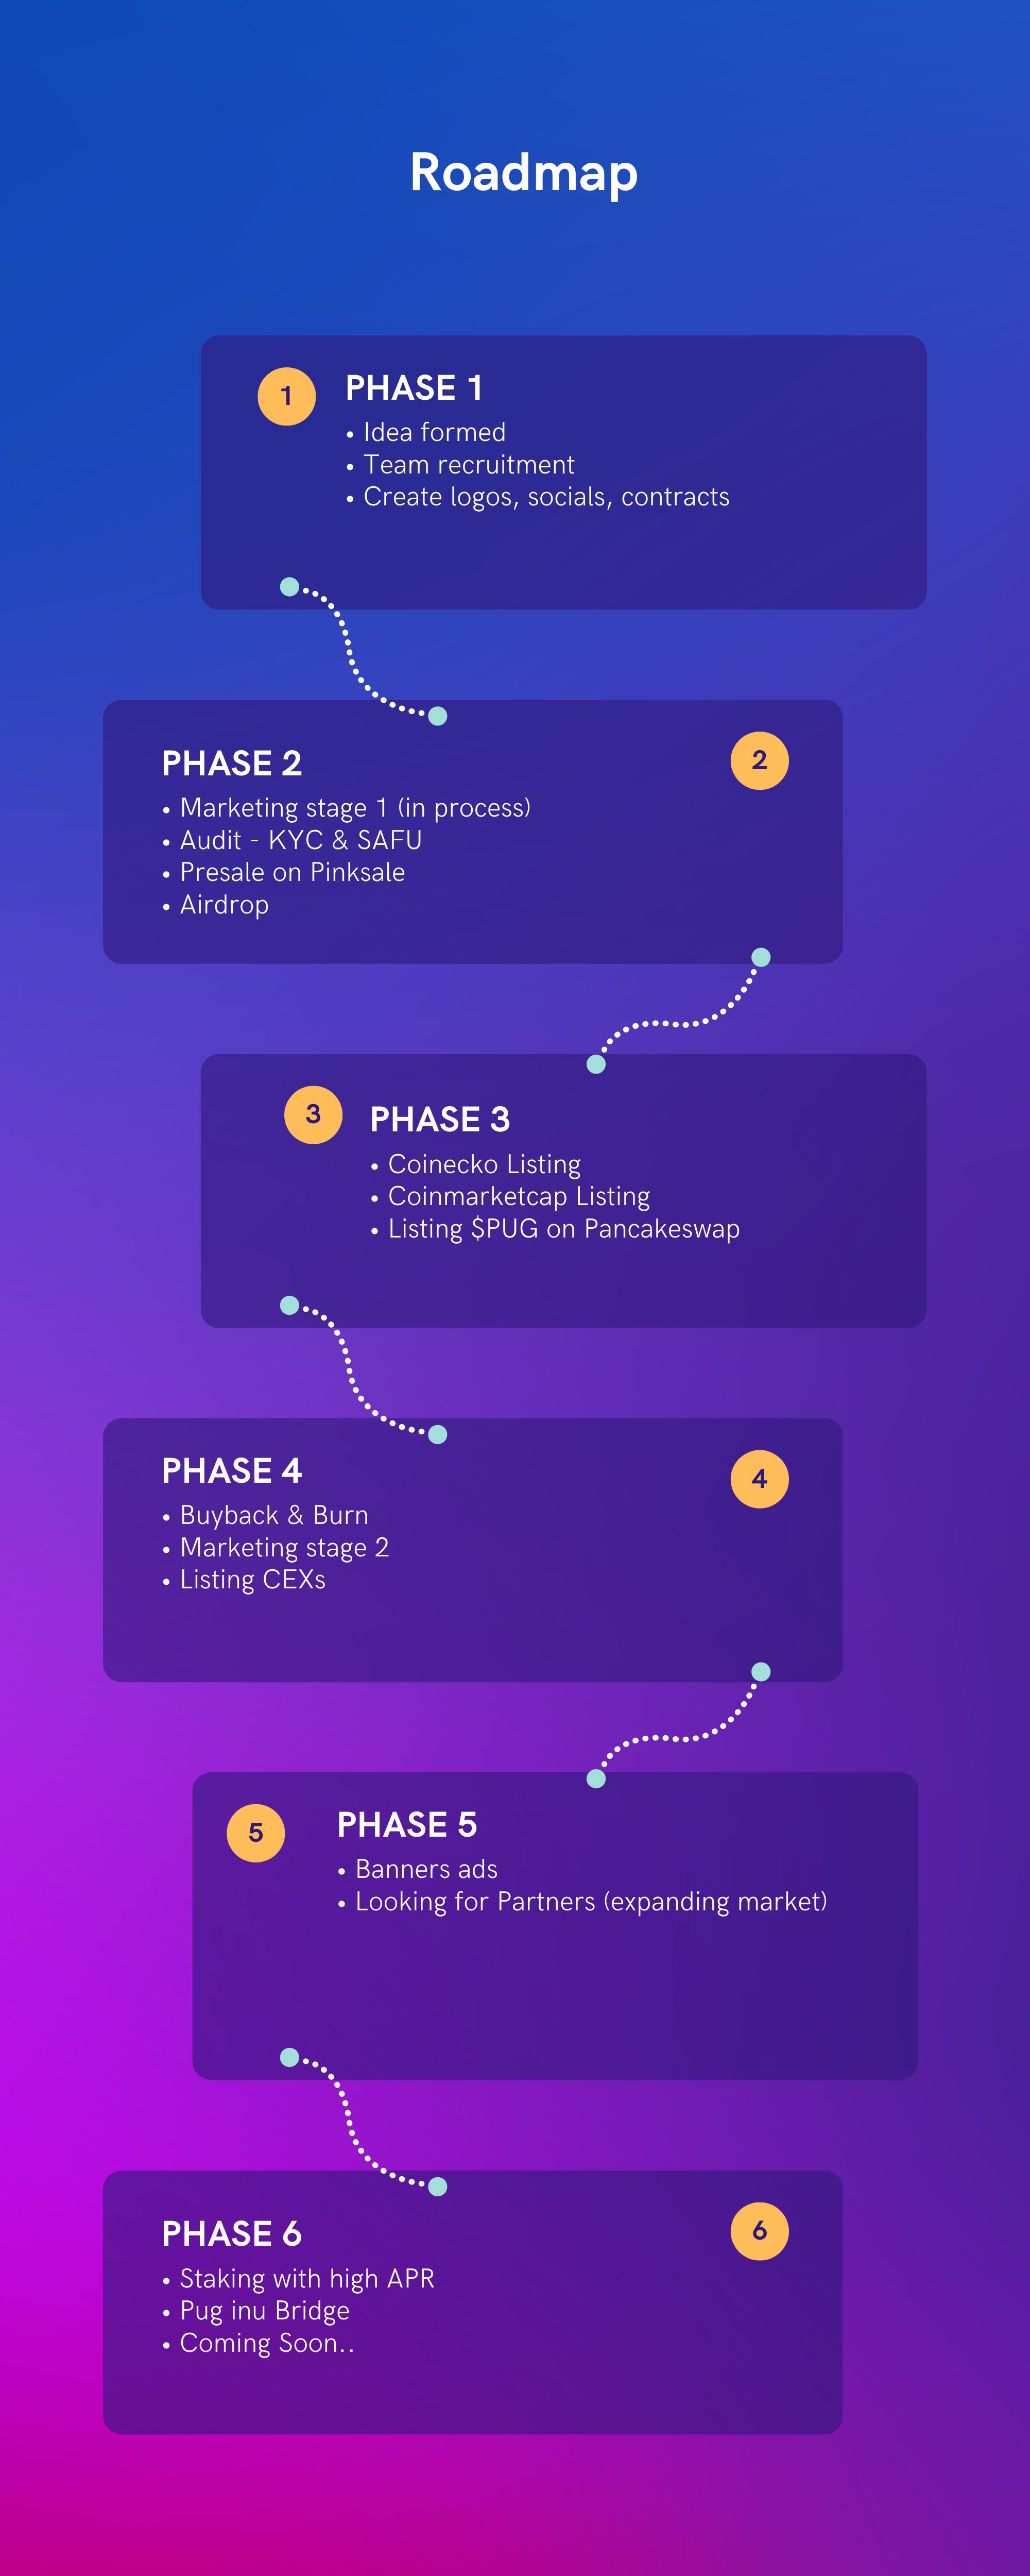 Roadmap
1
PHASE 1
• Idea formed
• Team recruitment
• Create logos, socials, contracts
PHASE 2
2
• Marketing stage 1 (in process)
• Audit - KYC & SAFU
• Presale on Pinksale
• Airdrop
3
PHASE 3
• Coinecko Listing
• Coinmarketcap Listing
• Listing $PUG on Pancakeswap
PHASE 4
4
• Buyback & Burn
• Marketing stage 2
• Listing CEXs
5
PHASE 5
• Banners ads
• Looking for Partners (expanding market)
PHASE 6
6
• Staking with high APR
• Pug inu Bridge
• Coming Soon..